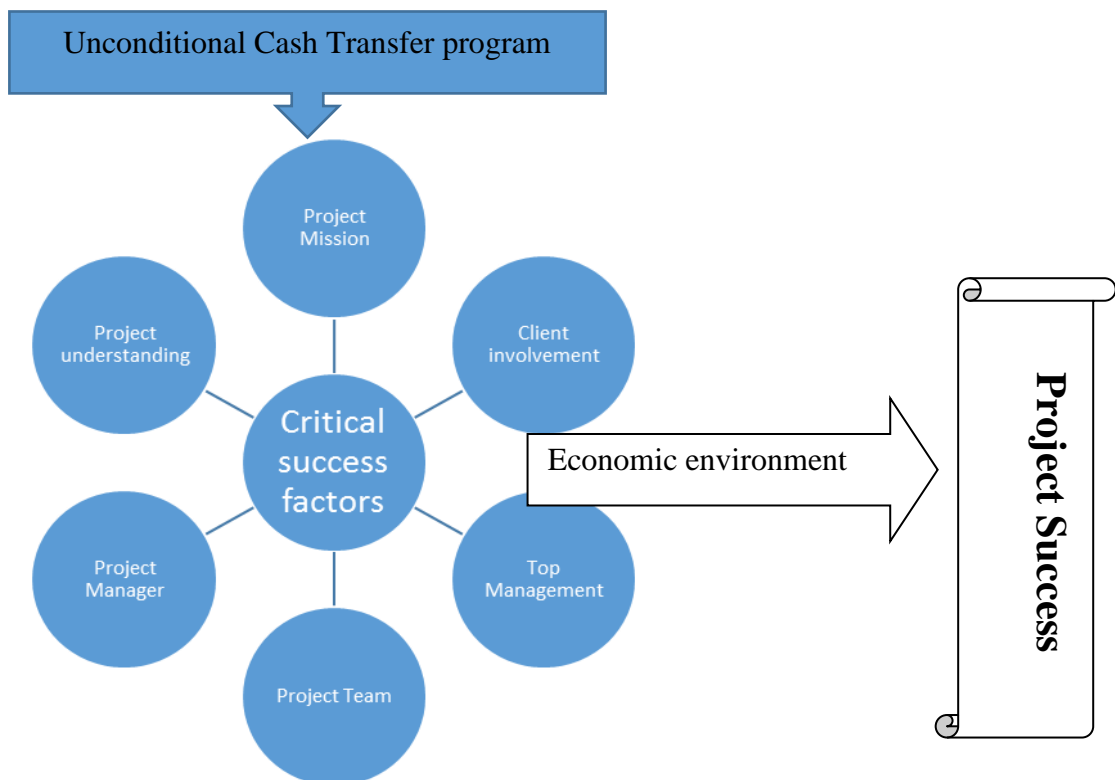 Unconditional Cash Transfer program
Project
Mission
Project
understanding
Client
involvement
Critical
success
factors
Economic environment
Project Success
Project
Manager
Top
Management
Project Team